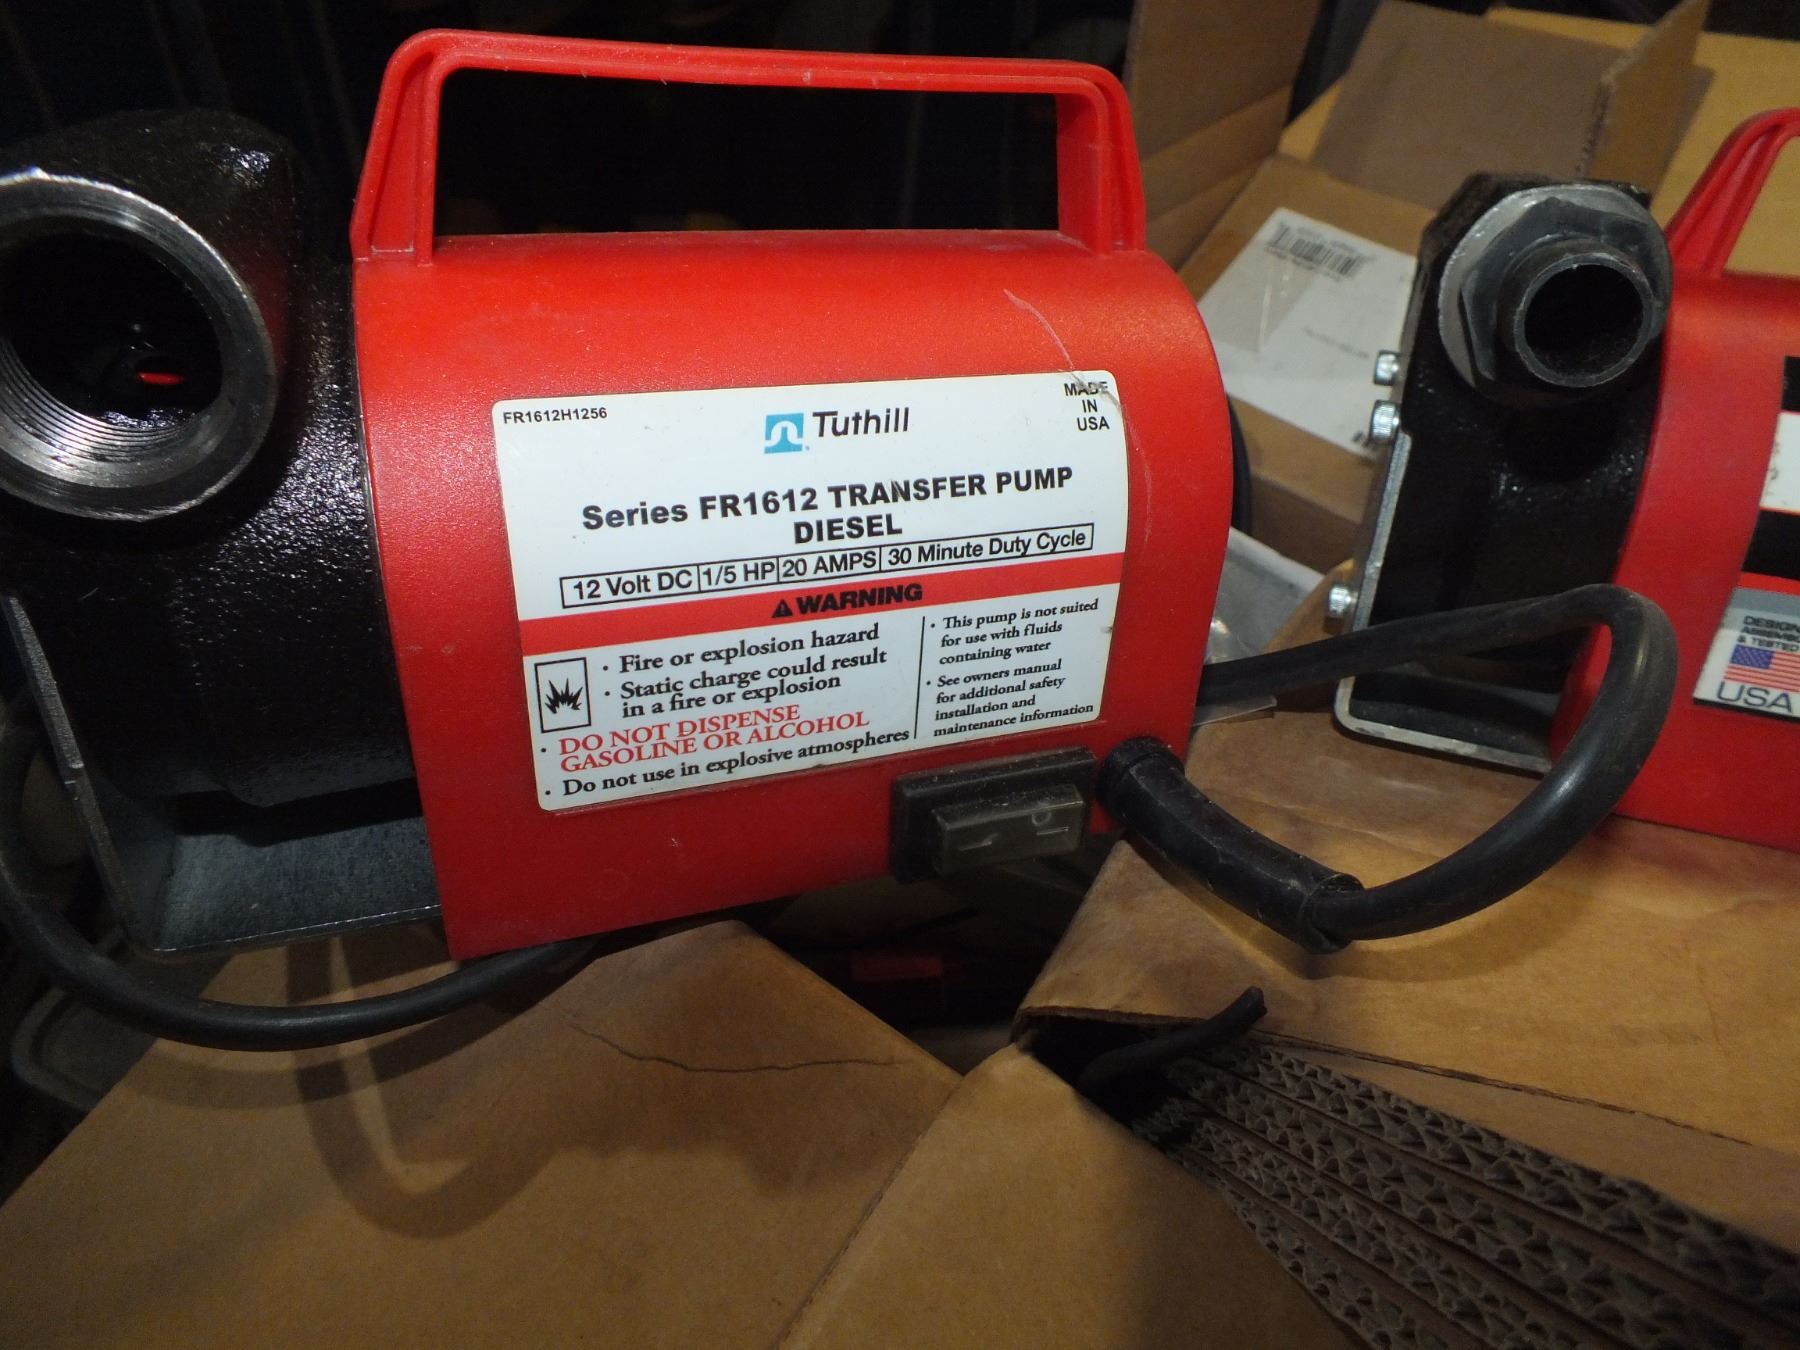 FR1612H1256
Tuthill
MADE
IN
USA
Series FR1612 TRANSFER PUMP
DIESEL
12 Volt DC 1/5 HP 20 AMPS 30 Minute Duty Cycle
WARNING
• Fire or explosion hazard
• Static charge could result
in a fire or explosion
• DO NOT DISPENSE
GASOLINE OR ALCOHOL
• Do not use in explosive atmospheres
• This pump is not suited
for use with fluids
containing water
• See owners manual
for additional safety
installation and
maintenance information
& TESTED
USA